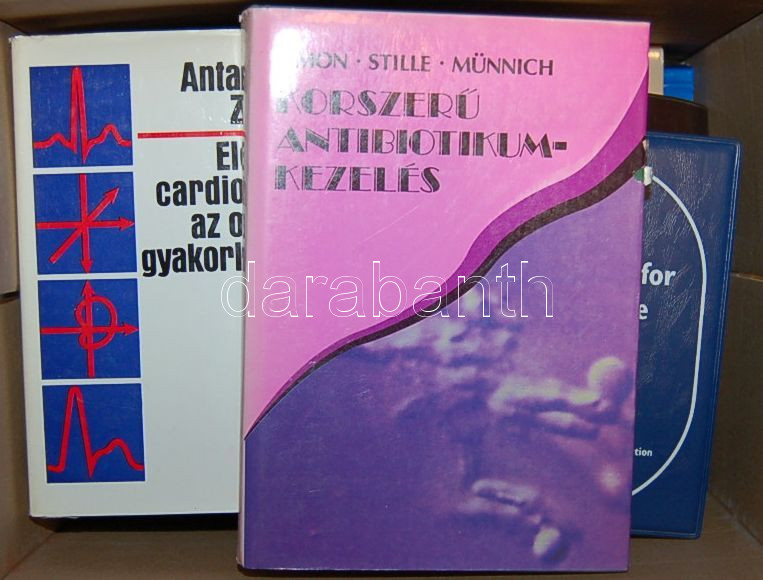 MON · STILLE · MÜNNICH
KORSZERŰ
ANTIBIOTIKUM-
KEZELÉS
Antal
Z
El
cardio
az o
gyakorl
for
e
tion
darabanth